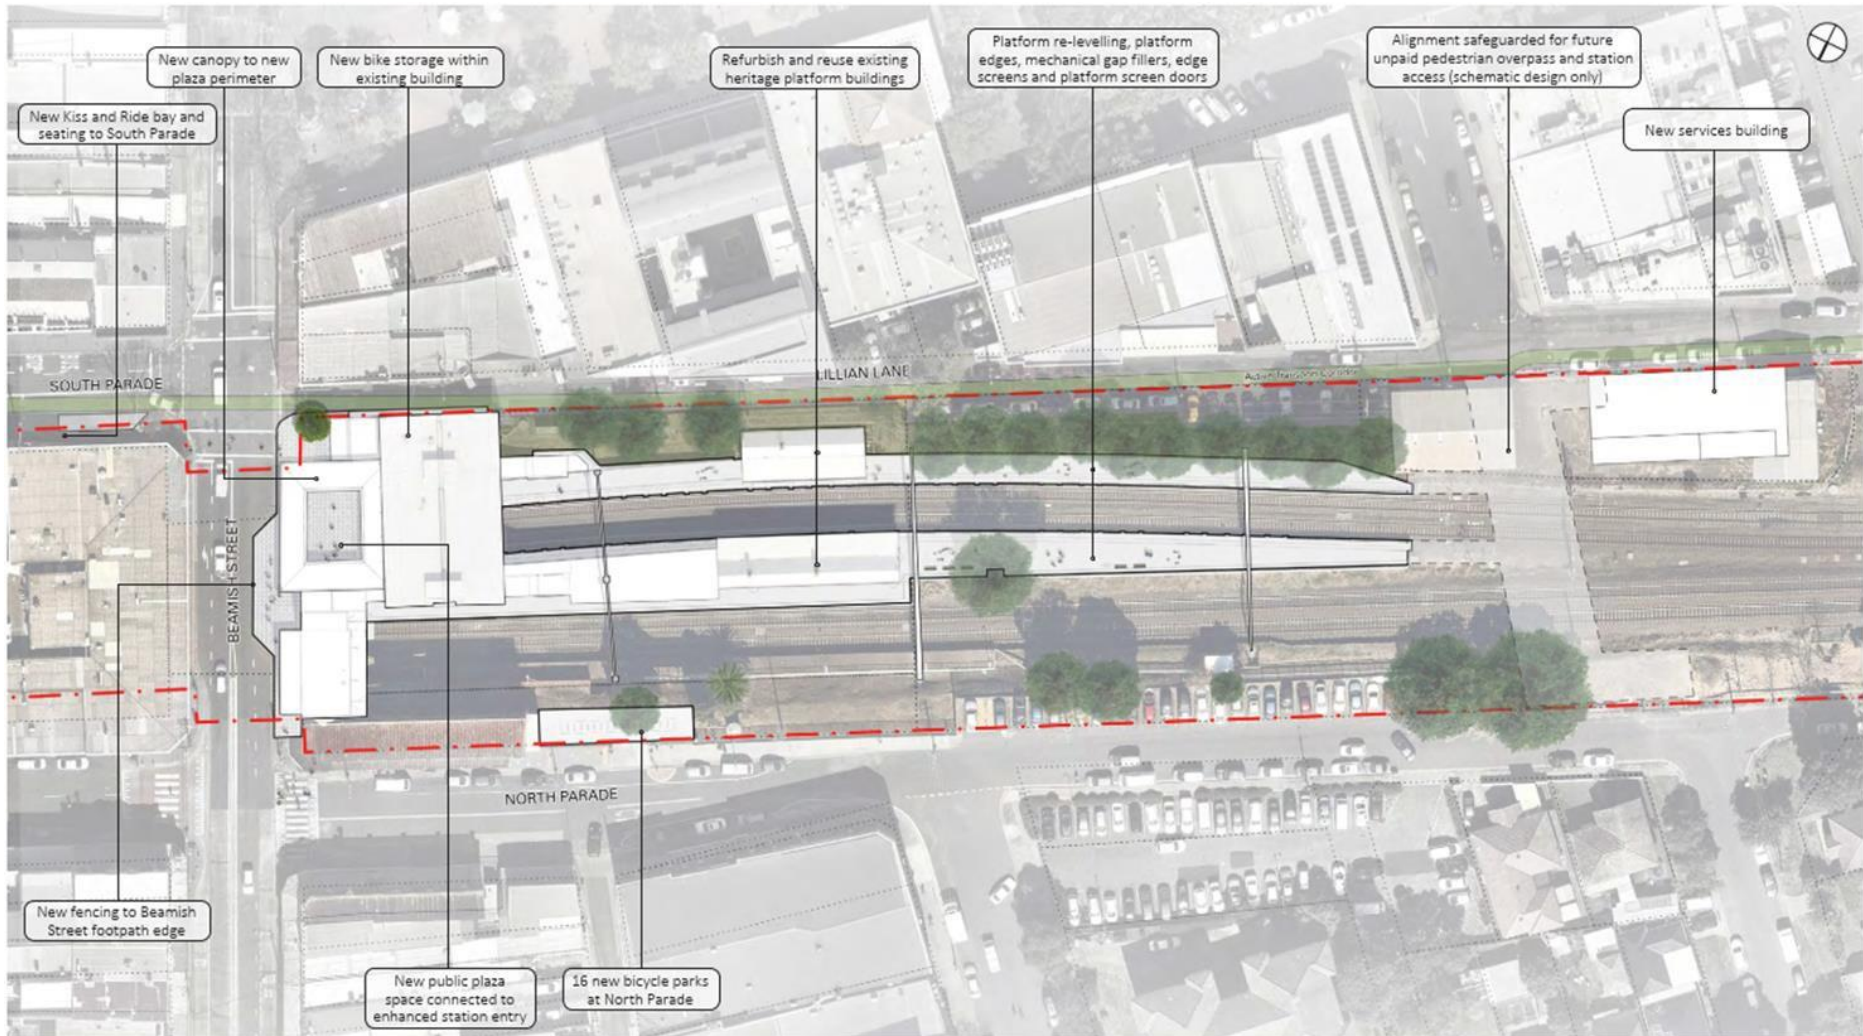 New canopy to new
plaza perimeter
New bike storage within
existing building
Refurbish and reuse existing
heritage platform buildings
Platform re-levelling, platform
edges, mechanical gap fillers, edge
screens and platform screen doors
Alignment safeguarded for future
unpaid pedestrian overpass and station
access (schematic design only)
New Kiss and Ride bay and
seating to South Parade
New services building
SOUTH PARADE
LILLIAN LANE
Active Transport Corridor
BEAMISH STREET
NORTH PARADE
New fencing to Beamish
Street footpath edge
New public plaza
space connected to
enhanced station entry
16 new bicycle parks
at North Parade